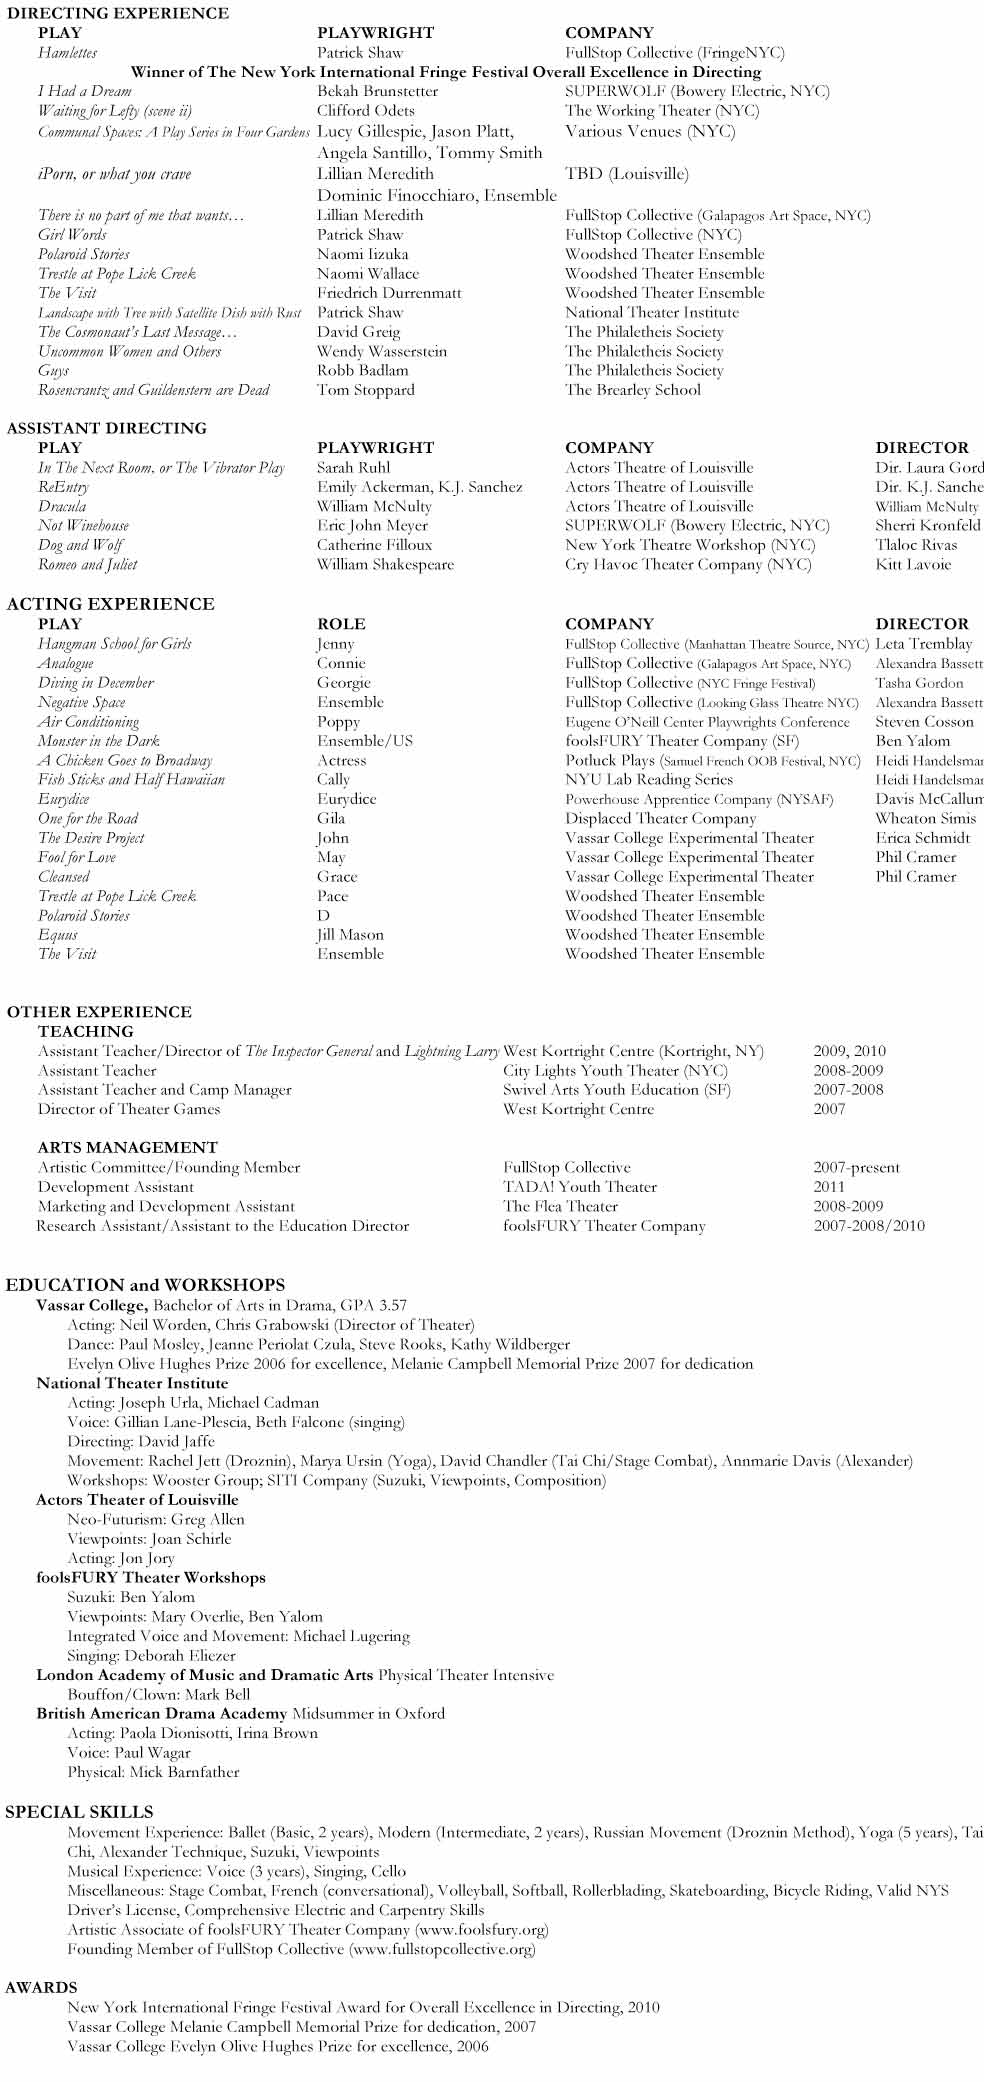 DIRECTING EXPERIENCE
PLAY PLAYWRIGHT COMPANY
Hamlettes Patrick Shaw FullStop Collective (FringeNYC)
Winner of The New York International Fringe Festival Overall Excellence in Directing
I Had a Dream Bekah Brunstetter SUPERWOLF (Bowery Electric, NYC)
Waiting for Lefty (scene ii) Clifford Odets The Working Theater (NYC)
Communal Spaces: A Play Series in Four Gardens Lucy Gillespie, Jason Platt, Various Venues (NYC)
Angela Santillo, Tommy Smith
iPorn, or what you crave Lillian Meredith TBD (Louisville)
Dominic Finocchiaro, Ensemble
There is no part of me that wants… Lillian Meredith FullStop Collective (Galapagos Art Space, NYC)
Girl Words Patrick Shaw FullStop Collective (NYC)
Polaroid Stories Naomi Iizuka Woodshed Theater Ensemble
Trestle at Pope Lick Creek Naomi Wallace Woodshed Theater Ensemble
The Visit Friedrich Durrenmatt Woodshed Theater Ensemble
Landscape with Tree with Satellite Dish with Rust Patrick Shaw National Theater Institute
The Cosmonaut's Last Message… David Greig The Philaletheis Society
Uncommon Women and Others Wendy Wasserstein The Philaletheis Society
Guys Robb Badlam The Philaletheis Society
Rosencrantz and Guildenstern are Dead Tom Stoppard The Brearley School
ASSISTANT DIRECTING
PLAY PLAYWRIGHT COMPANY DIRECTOR
In The Next Room, or The Vibrator Play Sarah Ruhl Actors Theatre of Louisville Dir. Laura Gord
ReEntry Emily Ackerman, K.J. Sanchez Actors Theatre of Louisville Dir. K.J. Sanche
Dracula William McNulty Actors Theatre of Louisville William McNulty
Not Winehouse Eric John Meyer SUPERWOLF (Bowery Electric, NYC) Sherri Kronfeld
Dog and Wolf Catherine Filloux New York Theatre Workshop (NYC) Tlaloc Rivas
Romeo and Juliet William Shakespeare Cry Havoc Theater Company (NYC) Kitt Lavoie
ACTING EXPERIENCE
PLAY ROLE COMPANY DIRECTOR
Hangman School for Girls Jenny FullStop Collective (Manhattan Theatre Source, NYC) Leta Tremblay
Analogue Connie FullStop Collective (Galapagos Art Space, NYC) Alexandra Bassett
Diving in December Georgie FullStop Collective (NYC Fringe Festival) Tasha Gordon
Negative Space Ensemble FullStop Collective (Looking Glass Theatre NYC) Alexandra Bassett
Air Conditioning Poppy Eugene O'Neill Center Playwrights Conference Steven Cosson
Monster in the Dark Ensemble/US foolsFURY Theater Company (SF) Ben Yalom
A Chicken Goes to Broadway Actress Potluck Plays (Samuel French OOB Festival, NYC) Heidi Handelsman
Fish Sticks and Half Hawaiian Cally NYU Lab Reading Series Heidi Handelsman
Eurydice Eurydice Powerhouse Apprentice Company (NYSAF) Davis McCallum
One for the Road Gila Displaced Theater Company Wheaton Simis
The Desire Project John Vassar College Experimental Theater Erica Schmidt
Fool for Love May Vassar College Experimental Theater Phil Cramer
Cleansed Grace Vassar College Experimental Theater Phil Cramer
Trestle at Pope Lick Creek Pace Woodshed Theater Ensemble
Polaroid Stories D Woodshed Theater Ensemble
Equus Jill Mason Woodshed Theater Ensemble
The Visit Ensemble Woodshed Theater Ensemble
OTHER EXPERIENCE
TEACHING
Assistant Teacher/Director of The Inspector General and Lightning Larry West Kortright Centre (Kortright, NY) 2009, 2010
Assistant Teacher City Lights Youth Theater (NYC) 2008-2009
Assistant Teacher and Camp Manager Swivel Arts Youth Education (SF) 2007-2008
Director of Theater Games West Kortright Centre 2007
ARTS MANAGEMENT
Artistic Committee/Founding Member FullStop Collective 2007-present
Development Assistant TADA! Youth Theater 2011
Marketing and Development Assistant The Flea Theater 2008-2009
Research Assistant/Assistant to the Education Director foolsFURY Theater Company 2007-2008/2010
EDUCATION and WORKSHOPS
Vassar College, Bachelor of Arts in Drama, GPA 3.57
Acting: Neil Worden, Chris Grabowski (Director of Theater)
Dance: Paul Mosley, Jeanne Periolat Czula, Steve Rooks, Kathy Wildberger
Evelyn Olive Hughes Prize 2006 for excellence, Melanie Campbell Memorial Prize 2007 for dedication
National Theater Institute
Acting: Joseph Urla, Michael Cadman
Voice: Gillian Lane-Plescia, Beth Falcone (singing)
Directing: David Jaffe
Movement: Rachel Jett (Droznin), Marya Ursin (Yoga), David Chandler (Tai Chi/Stage Combat), Annmarie Davis (Alexander)
Workshops: Wooster Group; SITI Company (Suzuki, Viewpoints, Composition)
Actors Theater of Louisville
Neo-Futurism: Greg Allen
Viewpoints: Joan Schirle
Acting: Jon Jory
foolsFURY Theater Workshops
Suzuki: Ben Yalom
Viewpoints: Mary Overlie, Ben Yalom
Integrated Voice and Movement: Michael Lugering
Singing: Deborah Eliezer
London Academy of Music and Dramatic Arts Physical Theater Intensive
Bouffon/Clown: Mark Bell
British American Drama Academy Midsummer in Oxford
Acting: Paola Dionisotti, Irina Brown
Voice: Paul Wagar
Physical: Mick Barnfather
SPECIAL SKILLS
Movement Experience: Ballet (Basic, 2 years), Modern (Intermediate, 2 years), Russian Movement (Droznin Method), Yoga (5 years), Tai
Chi, Alexander Technique, Suzuki, Viewpoints
Musical Experience: Voice (3 years), Singing, Cello
Miscellaneous: Stage Combat, French (conversational), Volleyball, Softball, Rollerblading, Skateboarding, Bicycle Riding, Valid NYS
Driver's License, Comprehensive Electric and Carpentry Skills
Artistic Associate of foolsFURY Theater Company (www.foolsfury.org)
Founding Member of FullStop Collective (www.fullstopcollective.org)
AWARDS
New York International Fringe Festival Award for Overall Excellence in Directing, 2010
Vassar College Melanie Campbell Memorial Prize for dedication, 2007
Vassar College Evelyn Olive Hughes Prize for excellence, 2006